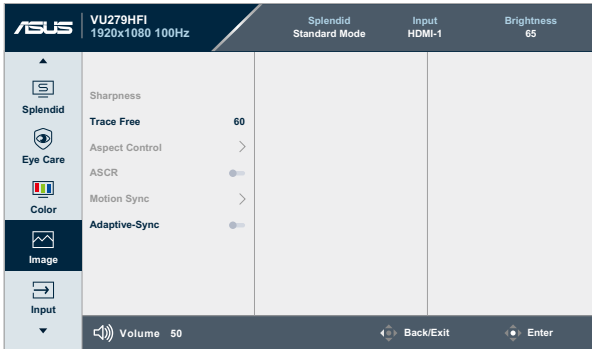 ASUS
VU279HFI
1920x1080 100Hz
Splendid
Standard Mode
Input
HDMI-1
Brightness
65
Splendid
Eye Care
Color
Image
Input
Sharpness
Trace Free 60
Aspect Control
ASCR
Motion Sync
Adaptive-Sync
Volume 50
Back/Exit
Enter